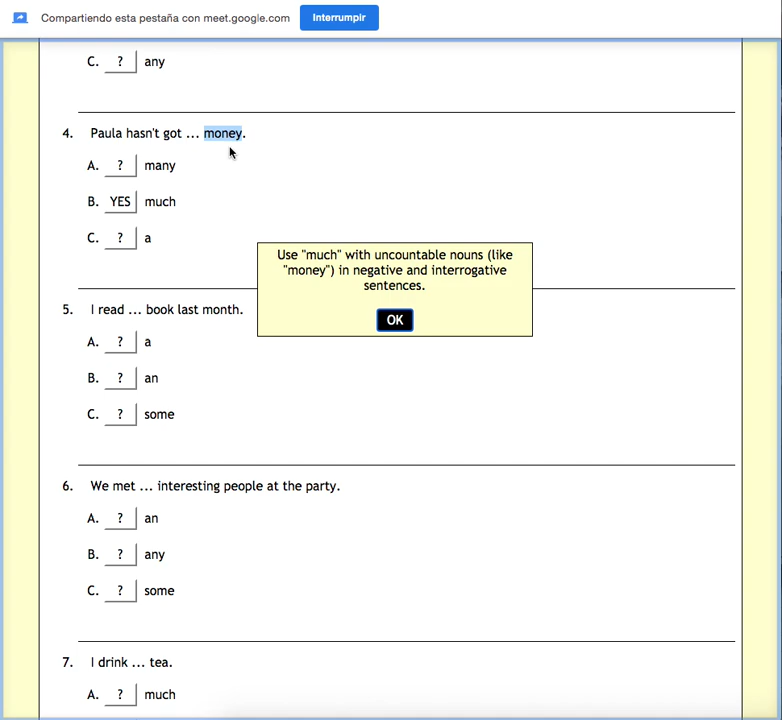 Compartiendo esta pestaña con meet.google.com Interrumpir
C. ? any
4. Paula hasn't got ... money.
A. ? many
B. YES much
C. ? a
Use "much" with uncountable nouns (like
"money") in negative and interrogative
sentences.
OK
5. I read ... book last month.
A. ? a
B. ? an
C. ? some
6. We met ... interesting people at the party.
A. ? an
B. ? any
C. ? some
7. I drink ... tea.
A. ? much